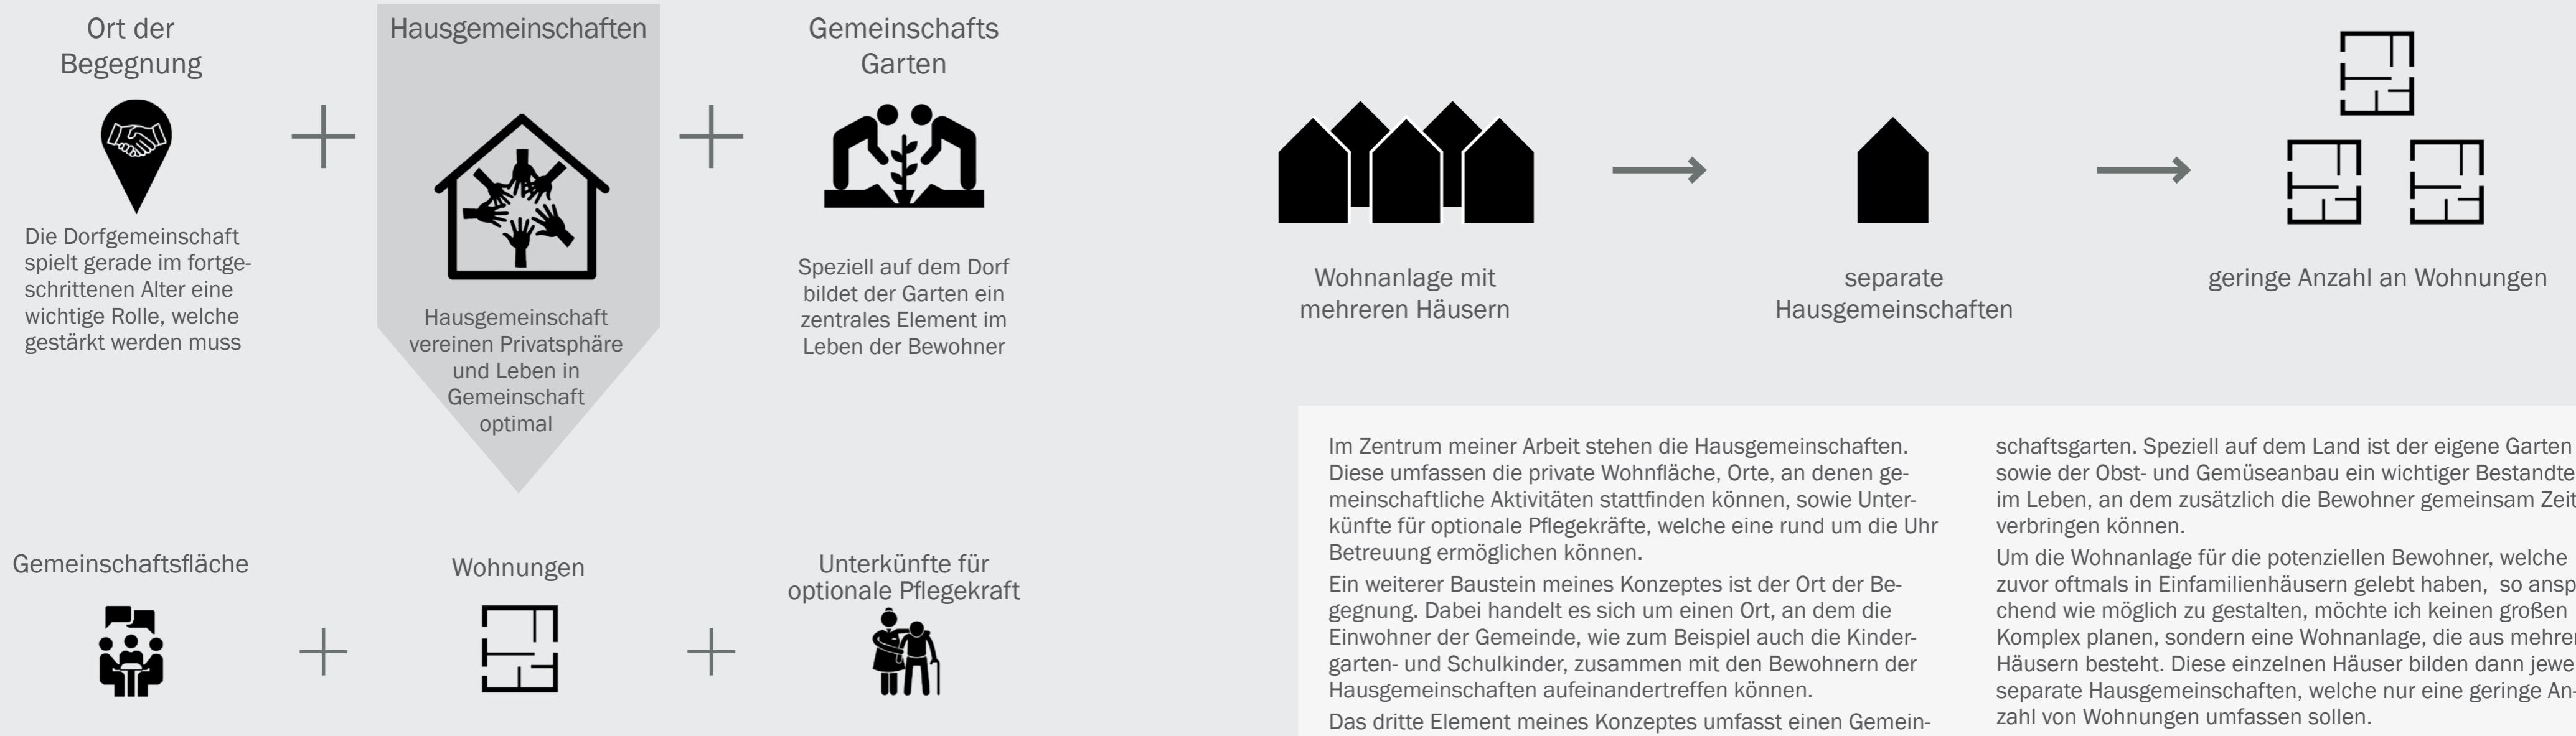 Ort der
Begegnung
Die Dorfgemeinschaft
spielt gerade im fortge-
schrittenen Alter eine
wichtige Rolle, welche
gestärkt werden muss
Hausgemeinschaften
Hausgemeinschaft
vereinen Privatsphäre
und Leben in
Gemeinschaft
optimal
Gemeinschafts
Garten
Speziell auf dem Dorf
bildet der Garten ein
zentrales Element im
Leben der Bewohner
Gemeinschaftsfläche
Wohnungen
Unterkünfte für
optionale Pflegekraft
Wohnanlage mit
mehreren Häusern
separate
Hausgemeinschaften
geringe Anzahl an Wohnungen
Im Zentrum meiner Arbeit stehen die Hausgemeinschaften.
Diese umfassen die private Wohnfläche, Orte, an denen ge-
meinschaftliche Aktivitäten stattfinden können, sowie Unter-
künfte für optionale Pflegekräfte, welche eine rund um die Uhr
Betreuung ermöglichen können.
Ein weiterer Baustein meines Konzeptes ist der Ort der Be-
gegnung. Dabei handelt es sich um einen Ort, an dem die
Einwohner der Gemeinde, wie zum Beispiel auch die Kinder-
garten- und Schulkinder, zusammen mit den Bewohnern der
Hausgemeinschaften aufeinandertreffen können.
Das dritte Element meines Konzeptes umfasst einen Gemein-
schaftsgarten. Speziell auf dem Land ist der eigene Garten
sowie der Obst- und Gemüseanbau ein wichtiger Bestandte
im Leben, an dem zusätzlich die Bewohner gemeinsam Zeit
verbringen können.
Um die Wohnanlage für die potenziellen Bewohner, welche
zuvor oftmals in Einfamilienhäusern gelebt haben, so ansp
chend wie möglich zu gestalten, möchte ich keinen großen
Komplex planen, sondern eine Wohnanlage, die aus mehrer
Häusern besteht. Diese einzelnen Häuser bilden dann jewe
separate Hausgemeinschaften, welche nur eine geringe An-
zahl von Wohnungen umfassen sollen.